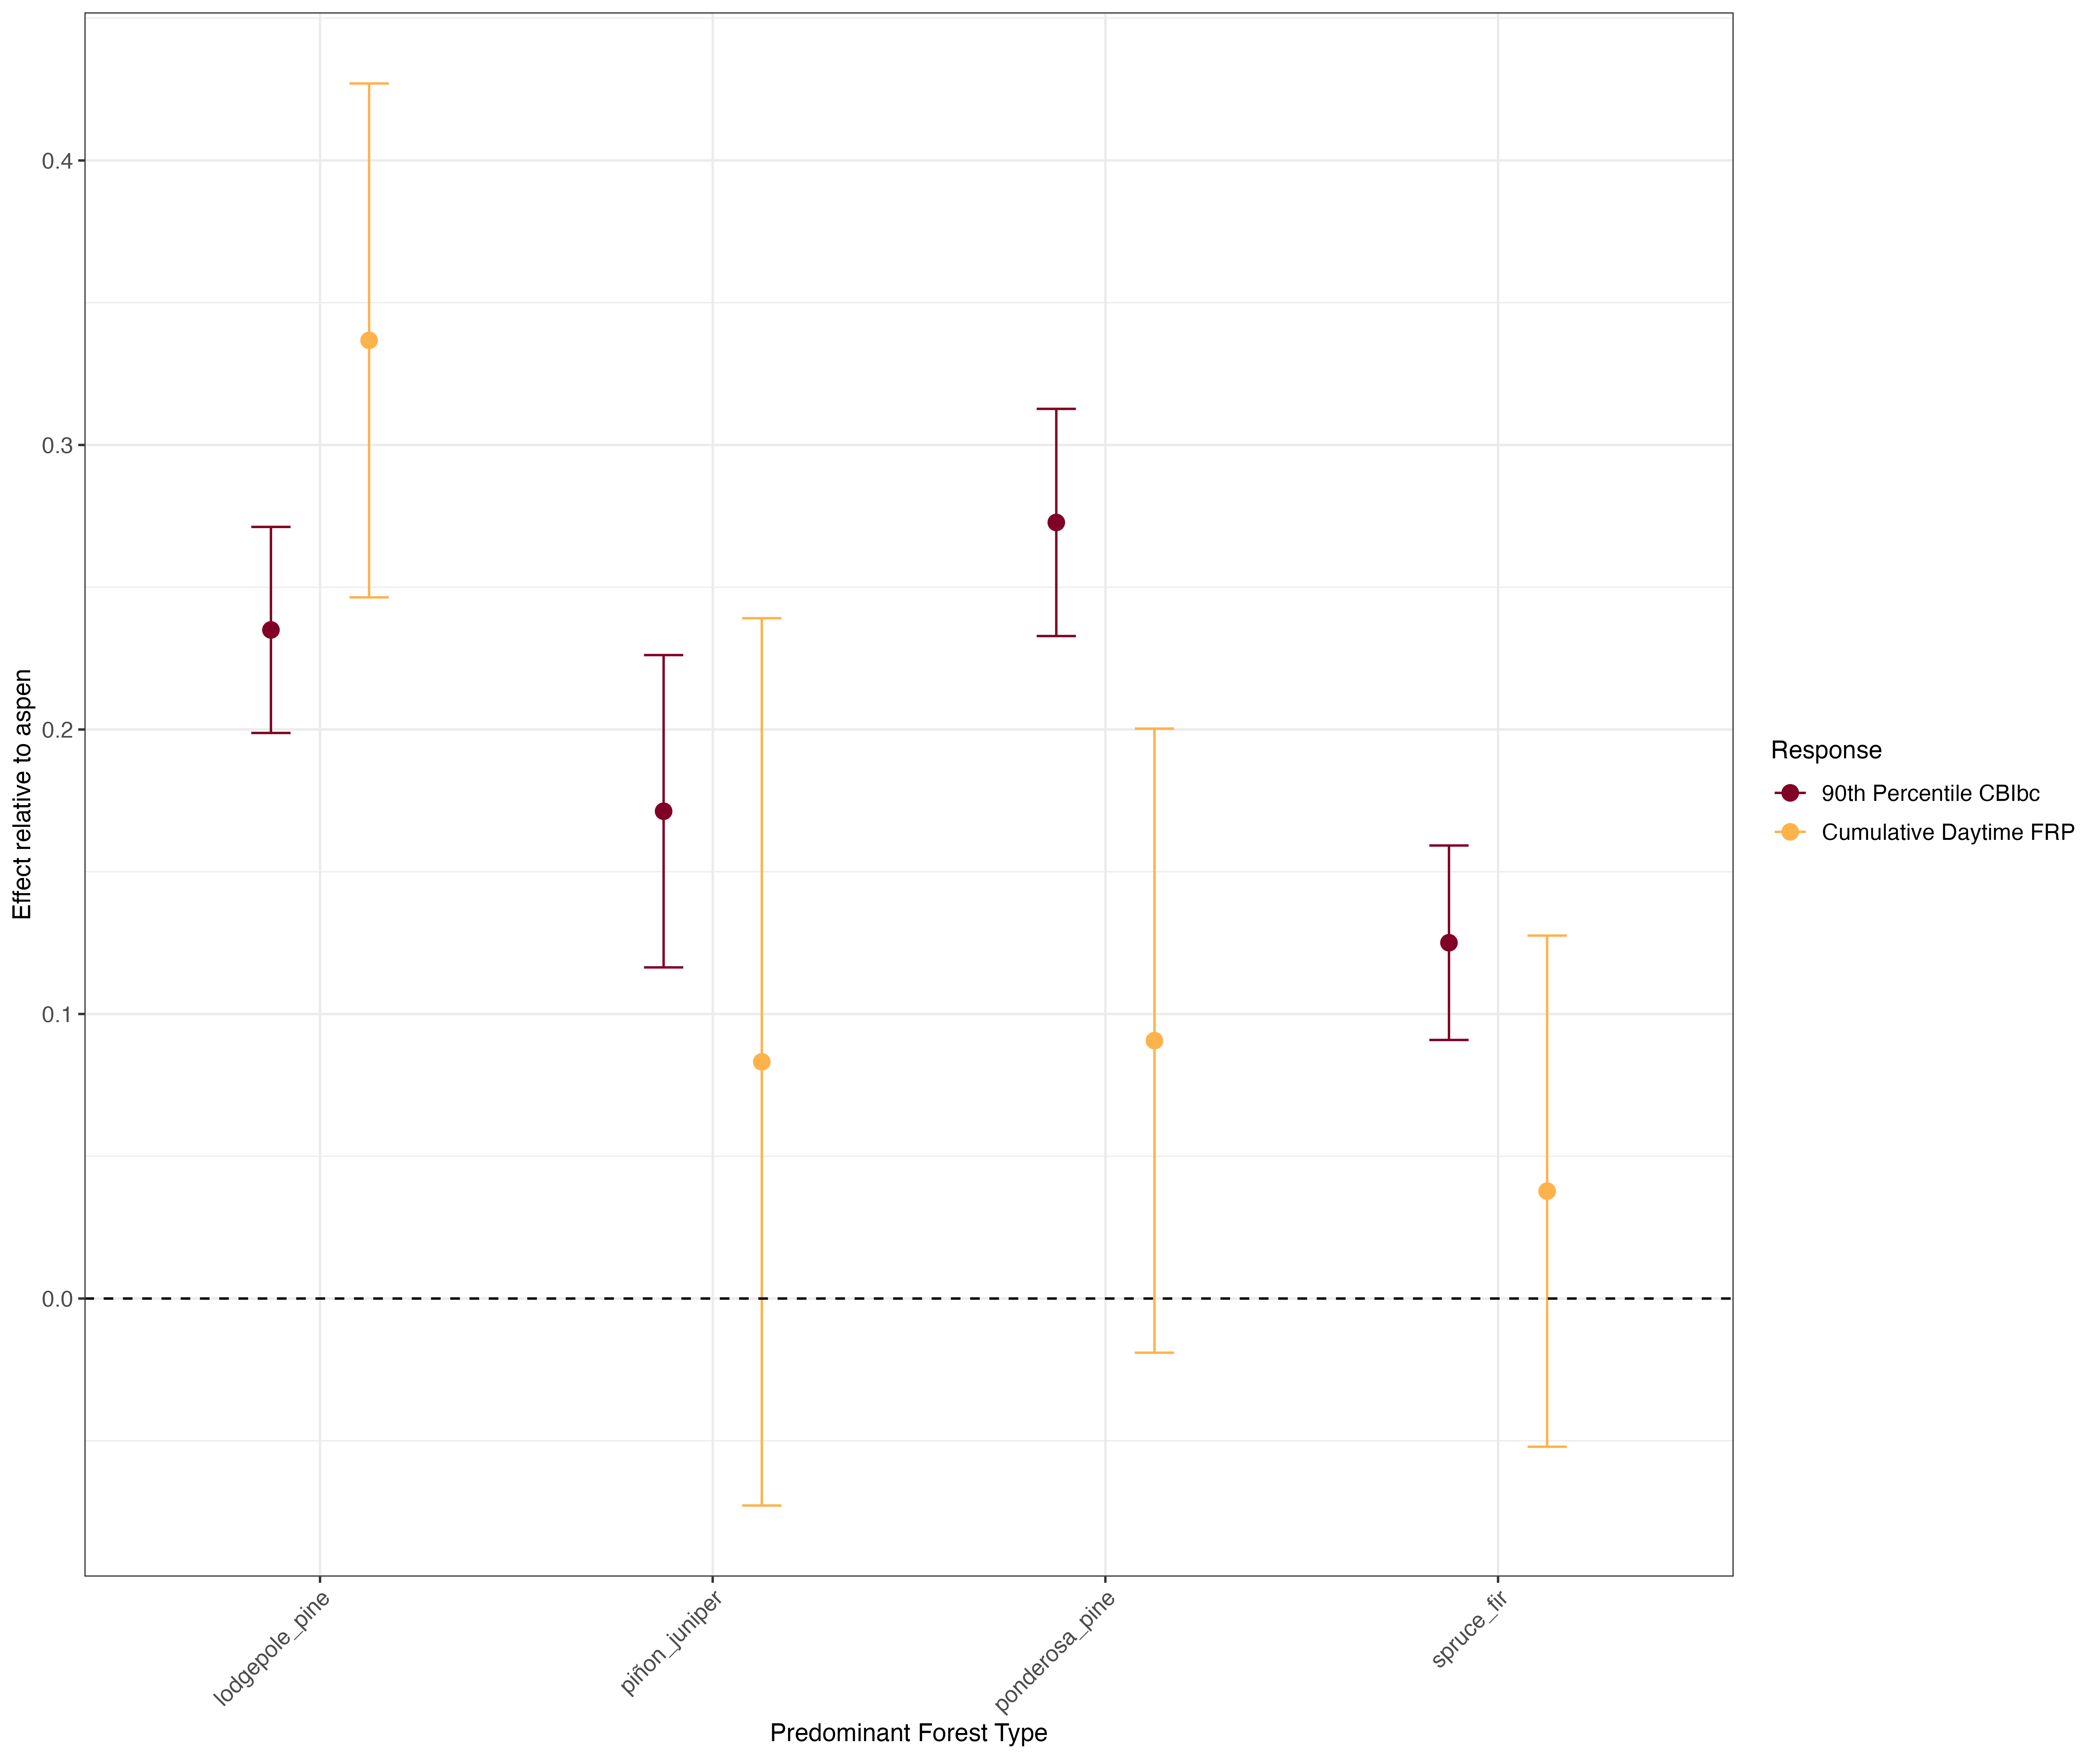 0.4
0.3
0.2
0.1
0.0
Effect relative to aspen
lodgepole_pine
piñon_juniper
ponderosa_pine
spruce_fir
Predominant Forest Type
Response
90th Percentile CBIbc
Cumulative Daytime FRP